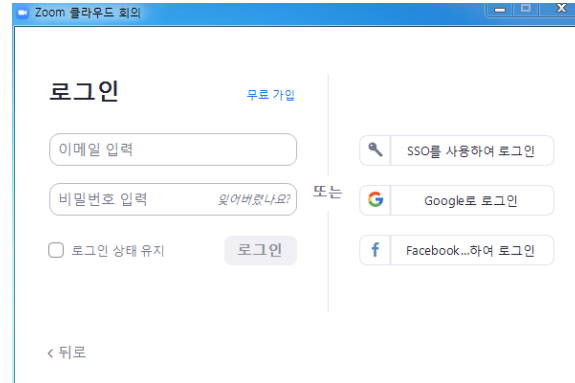 Zoom 클라우드 회의
로그인
무료 가입
이메일 입력
비밀번호 입력
잊어버렸나요?
로그인 상태 유지
로그인
또는
SSO를 사용하여 로그인
Google로 로그인
Facebook...하여 로그인
< 뒤로